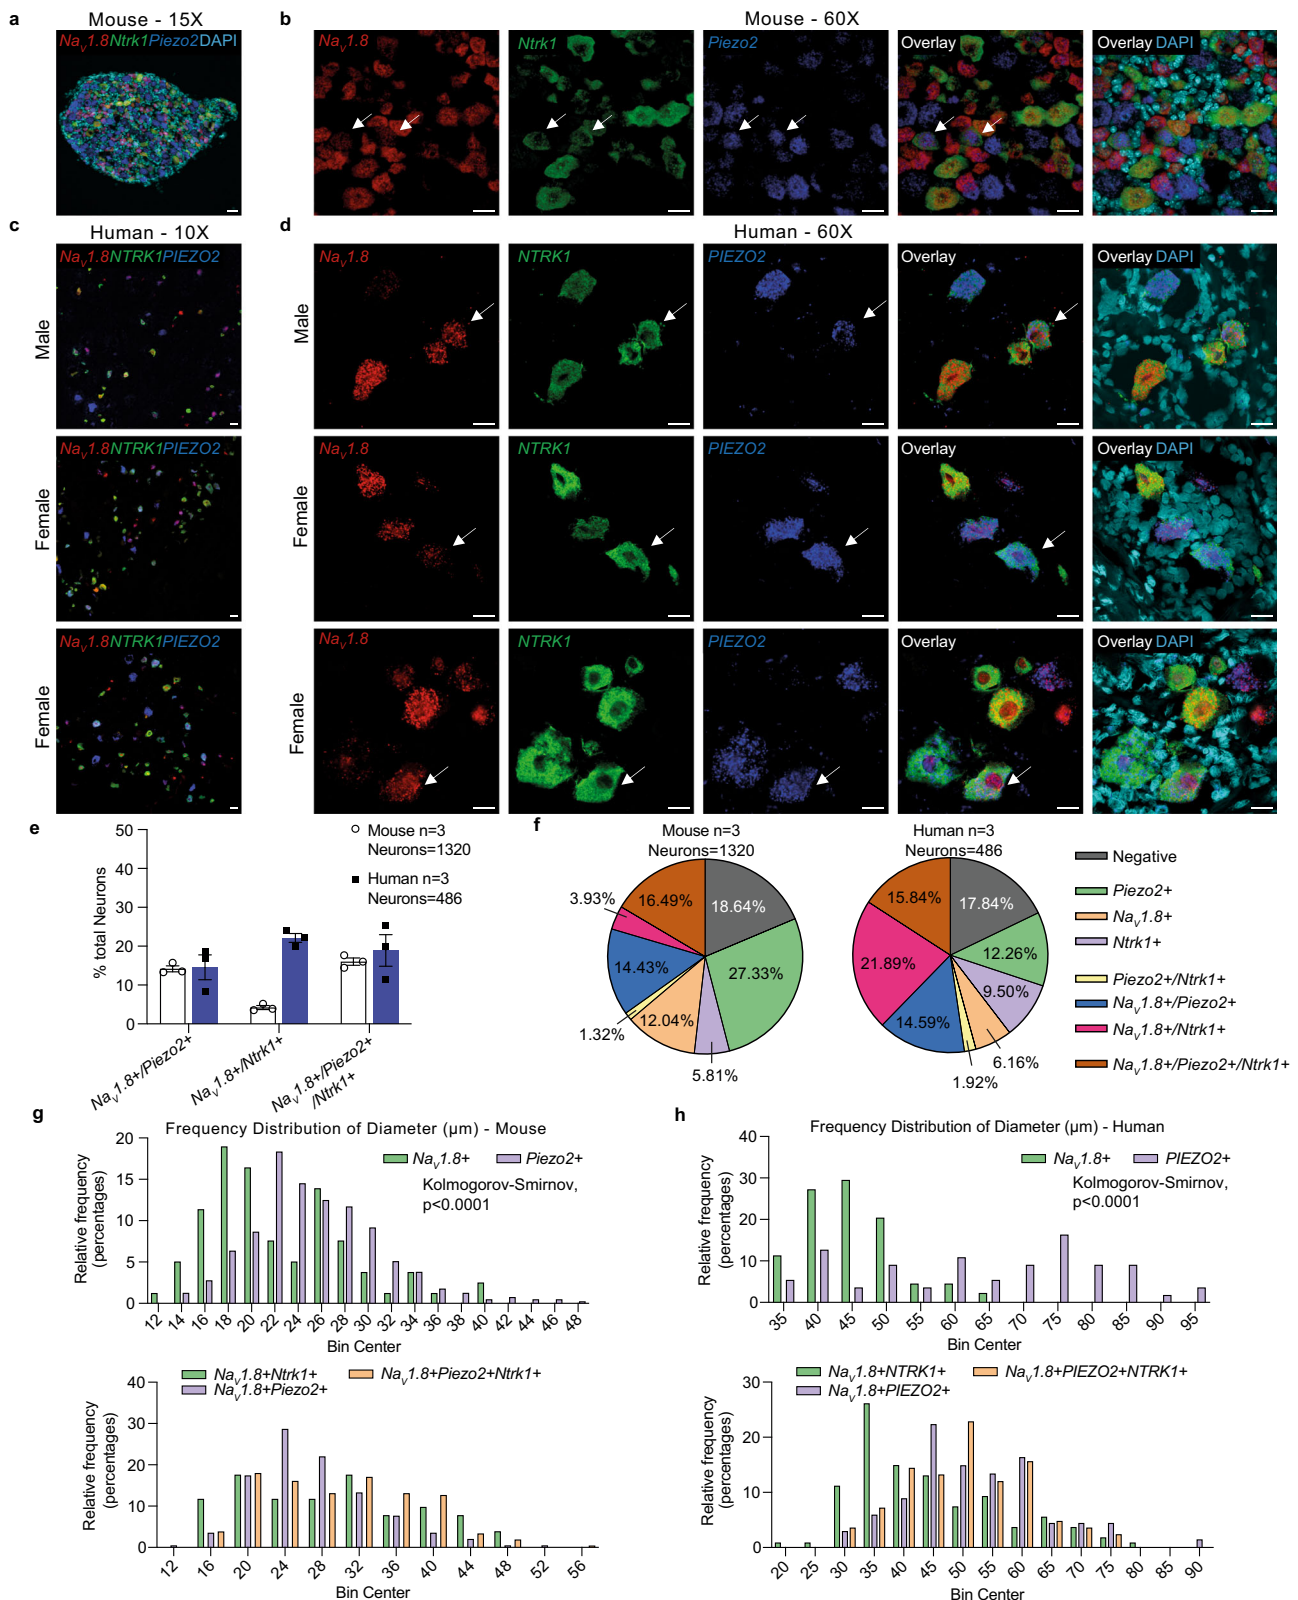 a
Mouse - 15X
Nav1.8Ntrk1Piezo2DAPI
b
Mouse - 60X
Nav1.8
Ntrk1
Piezo2
Overlay
Overlay DAPI
c
Human - 10X
d
Human - 60X
Male
Nav1.8NTRK1PIEZO2
Male
Nav1.8
NTRK1
PIEZO2
Overlay
Overlay DAPI
Female
Nav1.8NTRK1PIEZO2
Female
Nav1.8
NTRK1
PIEZO2
Overlay
Overlay DAPI
Female
Nav1.8NTRK1PIEZO2
Female
Nav1.8
NTRK1
PIEZO2
Overlay
Overlay DAPI
e
% total Neurons
50
40
30
20
10
0
Mouse n=3
Neurons=1320
Human n=3
Neurons=486
Nav1.8+/Piezo2+
Nav1.8+/Ntrk1+
Nav1.8+/Piezo2+
/Ntrk1+
f
Mouse n=3
Neurons=1320
18.64%
27.33%
5.81%
12.04%
1.32%
14.43%
3.93%
16.49%
Human n=3
Neurons=486
17.84%
12.26%
9.50%
6.16%
1.92%
14.59%
21.89%
15.84%
Negative
Piezo2+
Nav1.8+
Ntrk1+
Piezo2+/Ntrk1+
Nav1.8+/Piezo2+
Nav1.8+/Ntrk1+
Nav1.8+/Piezo2+/Ntrk1+
g
Frequency Distribution of Diameter (µm) - Mouse
Nav1.8+ Piezo2+
Kolmogorov-Smirnov,
p<0.0001
Relative frequency
(percentages)
20
15
10
5
0
12 14 16 18 20 22 24 26 28 30 32 34 36 38 40 42 44 46 48
Bin Center
Nav1.8+Ntrk1+ Nav1.8+Piezo2+Ntrk1+
Nav1.8+Piezo2+
Relative frequency
(percentages)
40
30
20
10
0
12 16 20 24 28 32 36 40 44 48 52 56
Bin Center
h
Frequency Distribution of Diameter (µm) - Human
Nav1.8+ PIEZO2+
Kolmogorov-Smirnov,
p<0.0001
Relative frequency
(percentages)
40
30
20
10
0
35 40 45 50 55 60 65 70 75 80 85 90 95
Bin Center
Nav1.8+NTRK1+ Nav1.8+PIEZO2+NTRK1+
Nav1.8+PIEZO2+
Relative frequency
(percentages)
30
20
10
0
20 25 30 35 40 45 50 55 60 65 70 75 80 85 90
Bin Center